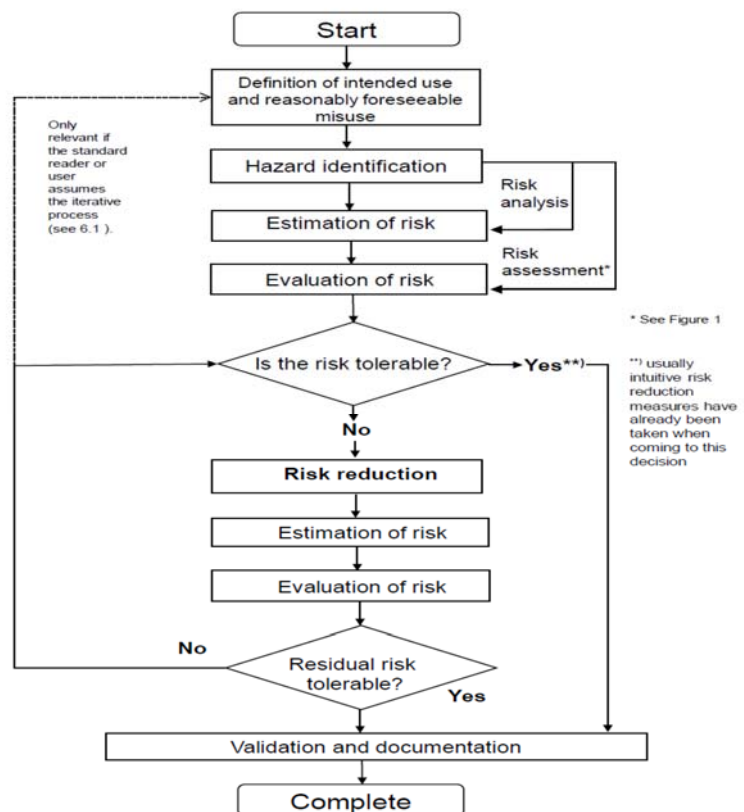 Start
Definition of intended use
and reasonably foreseeable
misuse
Only
relevant if
the standard
reader or
user
assumes
the iterative
process
(see 6.1 ).
Hazard identification
Risk
analysis
Estimation of risk
Risk
assessment*
Evaluation of risk
* See Figure 1
Is the risk tolerable?
Yes**)
**) usually
intuitive risk
reduction
measures have
already been
taken when
coming to this
decision
No
Risk reduction
Estimation of risk
Evaluation of risk
No
Residual risk
tolerable?
Yes
Validation and documentation
Complete